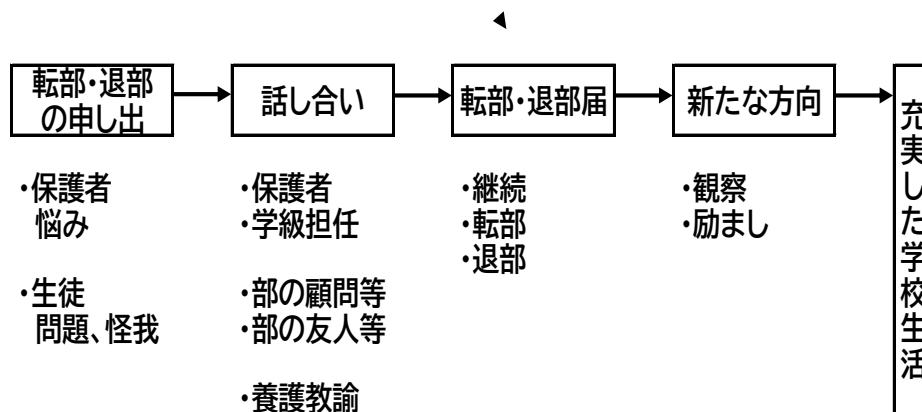 転部・退部
の申し出
話し合い
転部・退部届
新たな方向
充実した学校生活
・保護者
悩み
・生徒
問題、怪我
・保護者
・学級担任
・部の顧問等
・部の友人等
・養護教諭
・継続
・転部
・退部
・観察
・励まし